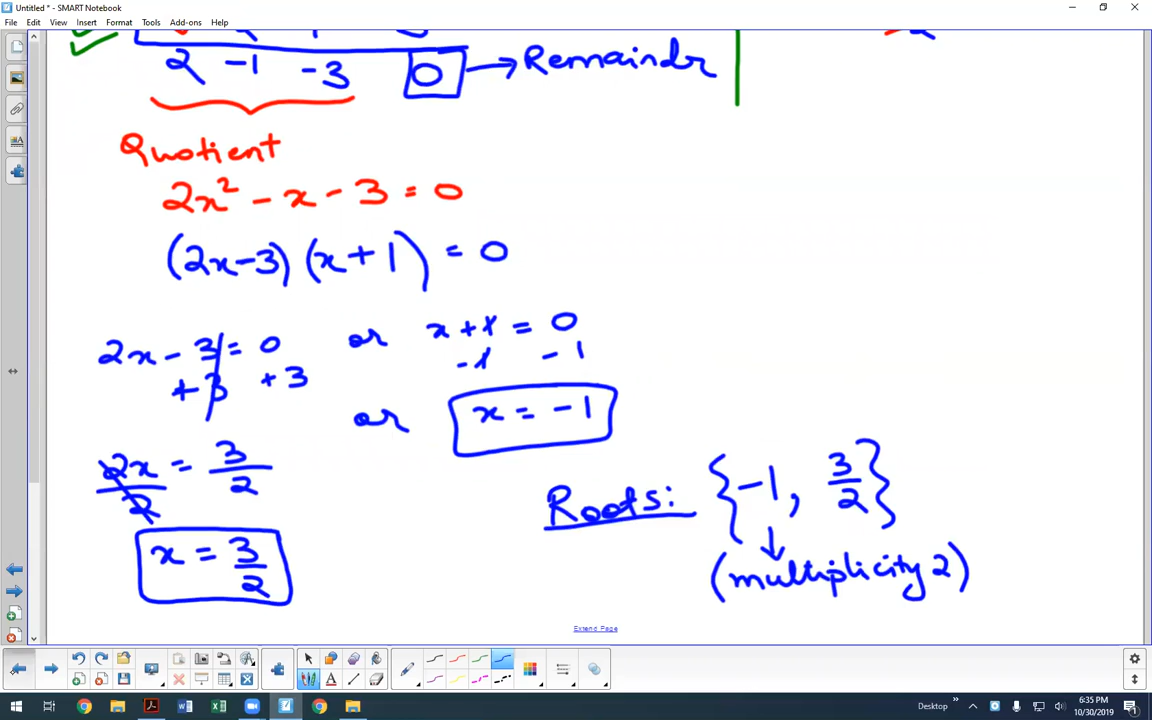 Untitled * - SMART Notebook
File Edit View Insert Format Tools Add-ons Help
2 -1 -3 0 → Remainder
Quotient
2x² - x - 3 = 0
(2x-3) (x+1) = 0
2x - 3 = 0 or x + 1 = 0
+3 +3 -1 -1
or x = -1
2x/2 = 3/2
Roots: {-1, 3/2}
x = 3/2
(multiplicity 2)
Extend Page
Desktop
6:35 PM
10/30/2019